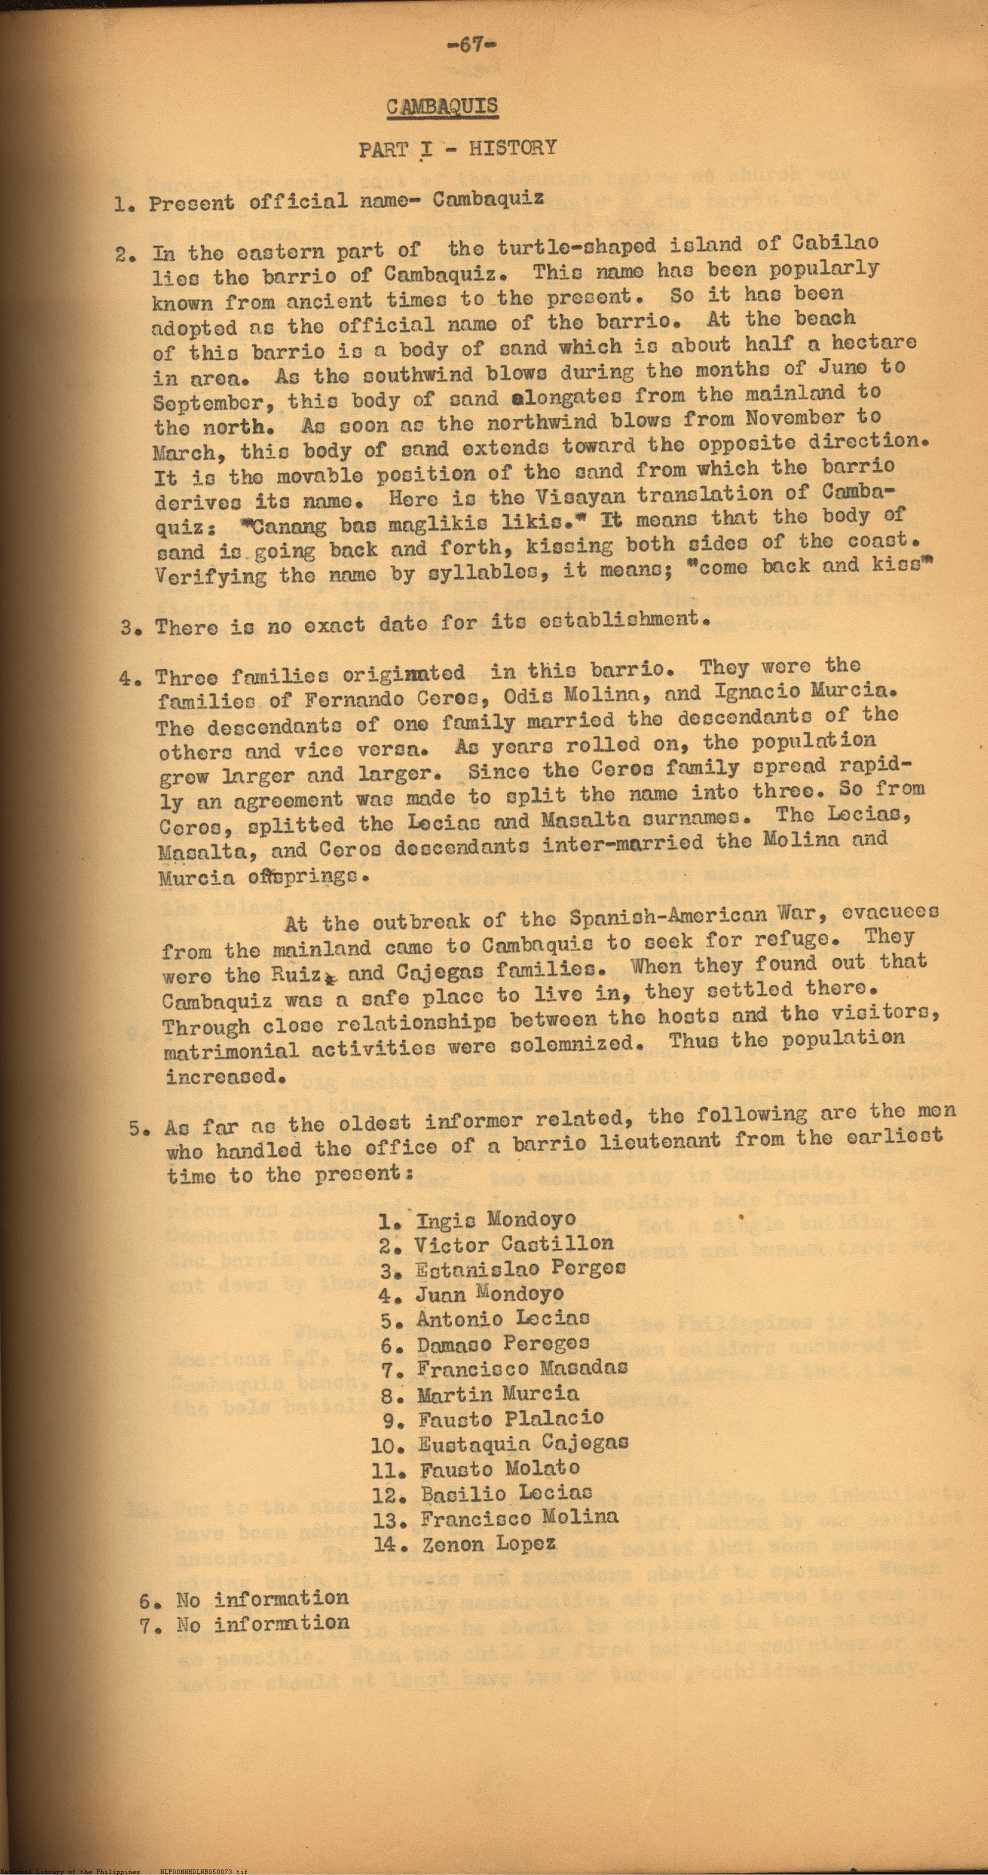 -67-
CAMBAQUIS
PART I - HISTORY
1. Present official name- Cambaquiz
2. In the eastern part of the turtle-shaped island of Cabilao
lies the barrio of Cambaquiz. This name has been popularly
known from ancient times to the present. So it has been
adopted as the official name of the barrio. At the beach
of this barrio is a body of sand which is about half a hectare
in area. As the southwind blows during the months of June to
September, this body of sand elongates from the mainland to
the north. As soon as the northwind blows from November to
March, this body of sand extends toward the opposite direction.
It is the movable position of the sand from which the barrio
derives its name. Here is the Visayan translation of Camba-
quiz: "Canang bas maglikis likis." It means that the body of
sand is going back and forth, kissing both sides of the coast.
Verifying the name by syllables, it means; "come back and kiss"
3. There is no exact date for its establishment.
4. Three families originated in this barrio. They were the
families of Fernando Ceros, Odis Molina, and Ignacio Murcia.
The descendants of one family married the descendants of the
others and vice versa. As years rolled on, the population
grew larger and larger. Since the Ceros family spread rapid-
ly an agreement was made to split the name into three. So from
Ceros, splitted the Lecias and Masalta surnames. The Lecias,
Masalta, and Ceros descendants inter-married the Molina and
Murcia offsprings.
At the outbreak of the Spanish-American War, evacuees
from the mainland came to Cambaquis to seek for refuge. They
were the Ruiz, and Cajegas families. When they found out that
Cambaquiz was a safe place to live in, they settled there.
Through close relationships between the hosts and the visitors,
matrimonial activities were solemnized. Thus the population
increased.
5. As far as the oldest informer related, the following are the men
who handled the office of a barrio lieutenant from the earliest
time to the present:
1. Ingis Mondoyo
2. Victor Castillon
3. Estanislao Perges
4. Juan Mondoyo
5. Antonio Lecias
6. Damaso Pereges
7. Francisco Masadas
8. Martin Murcia
9. Fausto Plalacio
10. Eustaquia Cajegas
11. Fausto Molato
12. Basilio Lecias
13. Francisco Molina
14. Zenon Lopez
6. No information
7. No information
National Library of the Philippines